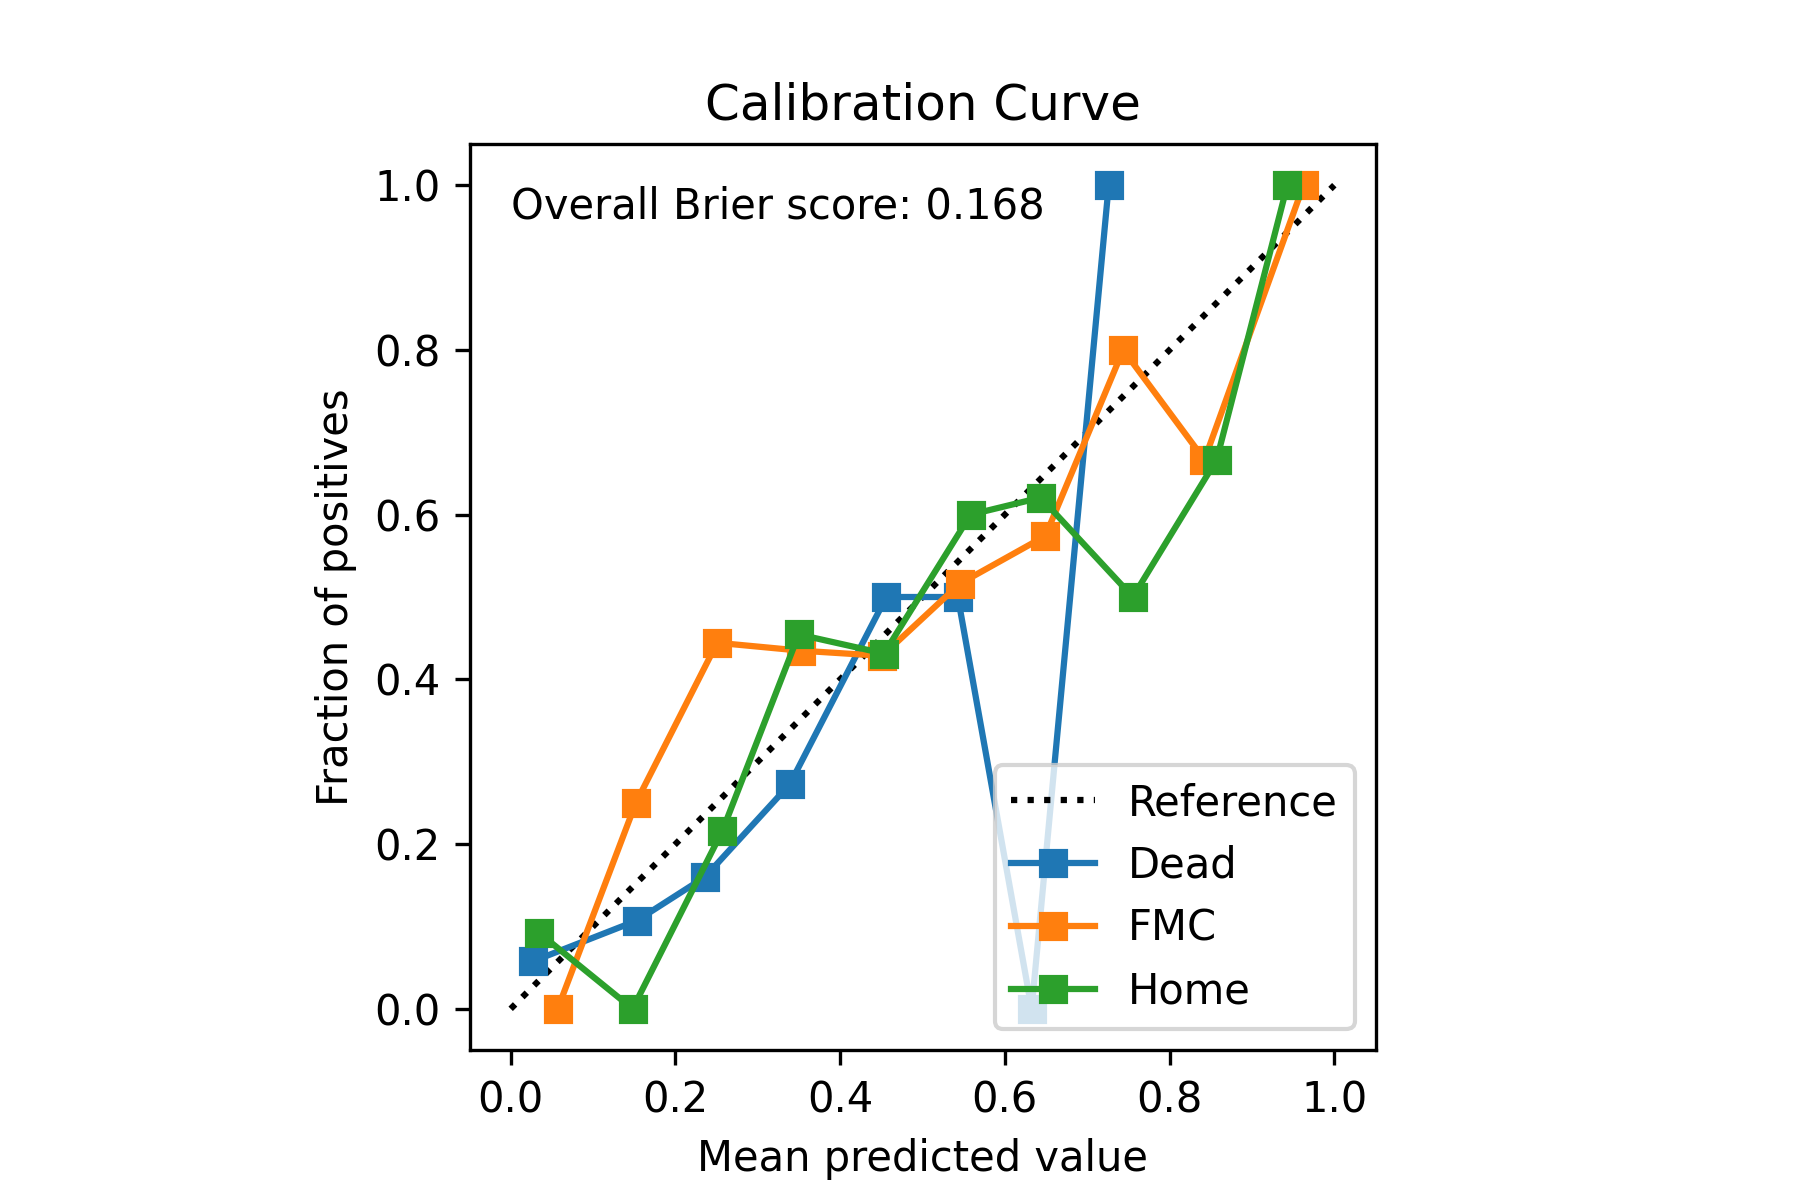 Calibration Curve
Overall Brier score: 0.168
1.0
0.8
0.6
0.4
0.2
0.0
Fraction of positives
Reference
Dead
FMC
Home
0.0 0.2 0.4 0.6 0.8 1.0
Mean predicted value